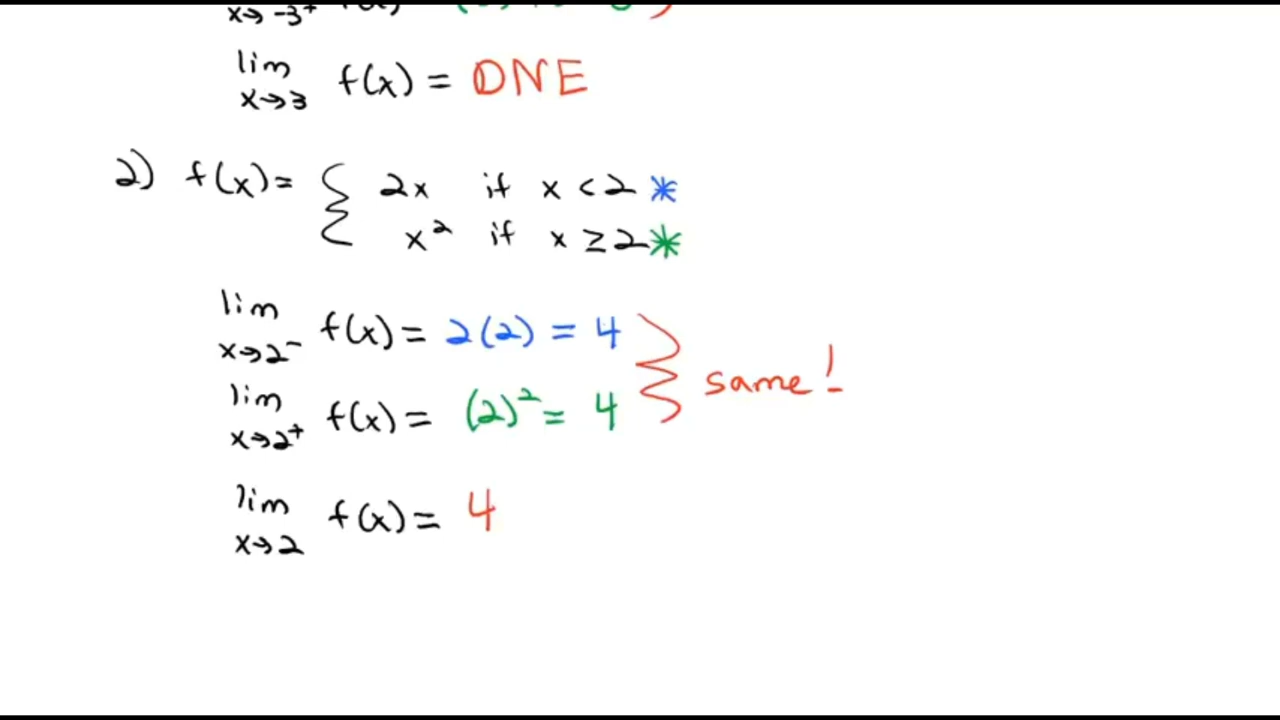 x→-3⁺
lim f(x) = DNE
x→3
2) f(x) = { 2x if x < 2 *
x² if x ≥ 2 *
lim f(x) = 2(2) = 4
x→2⁻
same!
lim f(x) = (2)² = 4
x→2⁺
lim f(x) = 4
x→2